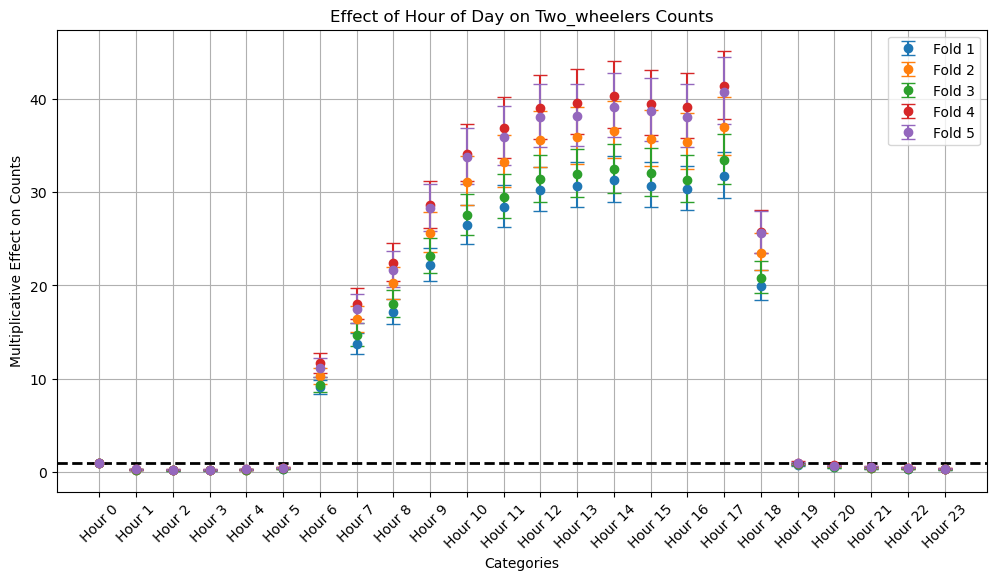 Effect of Hour of Day on Two_wheelers Counts
Multiplicative Effect on Counts
40
30
20
10
0
Fold 1
Fold 2
Fold 3
Fold 4
Fold 5
Hour 0
Hour 1
Hour 2
Hour 3
Hour 4
Hour 5
Hour 6
Hour 7
Hour 8
Hour 9
Hour 10
Hour 11
Hour 12
Hour 13
Hour 14
Hour 15
Hour 16
Hour 17
Hour 18
Hour 19
Hour 20
Hour 21
Hour 22
Hour 23
Categories